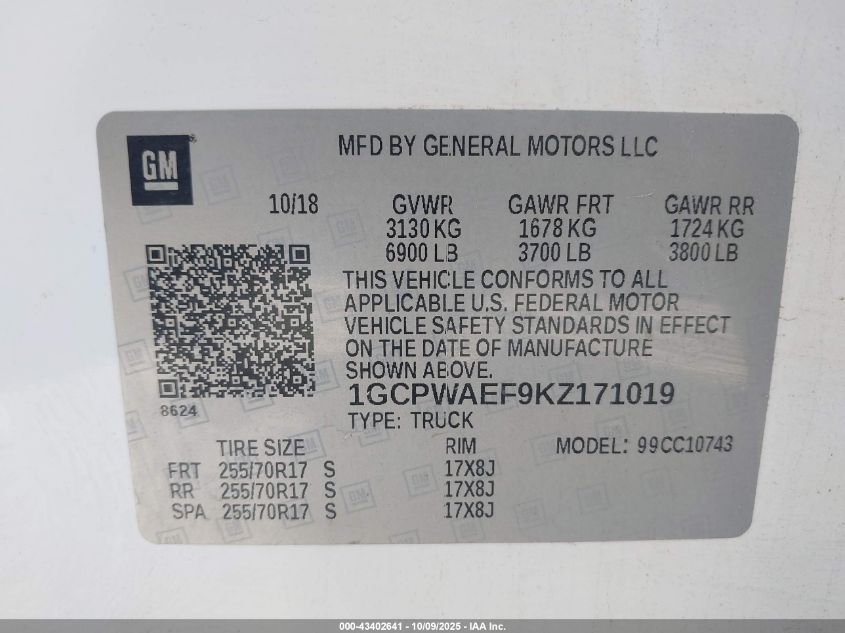 GM
MFD BY GENERAL MOTORS LLC
10/18 GVWR GAWR FRT GAWR RR
3130 KG 1678 KG 1724 KG
6900 LB 3700 LB 3800 LB
THIS VEHICLE CONFORMS TO ALL
APPLICABLE U.S. FEDERAL MOTOR
VEHICLE SAFETY STANDARDS IN EFFECT
ON THE DATE OF MANUFACTURE
SHOWN ABOVE.
1GCPWAEF9KZ171019
8624
TYPE: TRUCK
TIRE SIZE RIM MODEL: 99CC10743
FRT 255/70R17 S 17X8J
RR 255/70R17 S 17X8J
SPA 255/70R17 S 17X8J
000-43402641 - 10/09/2025 - IAA Inc.